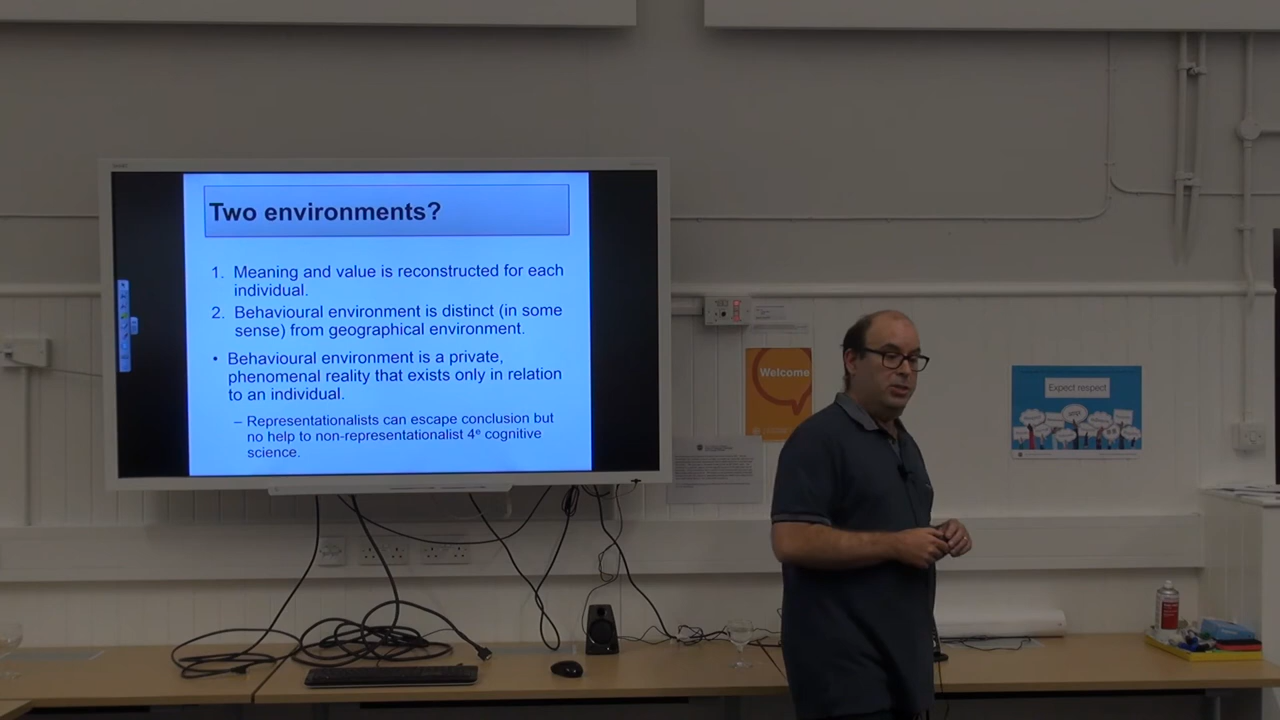 Two environments?
1. Meaning and value is reconstructed for each
individual.
2. Behavioural environment is distinct (in some
sense) from geographical environment.
• Behavioural environment is a private,
phenomenal reality that exists only in relation
to an individual.
– Representationalists can escape conclusion but
no help to non-representationalist 4e cognitive
science.
Welcome
Expect respect